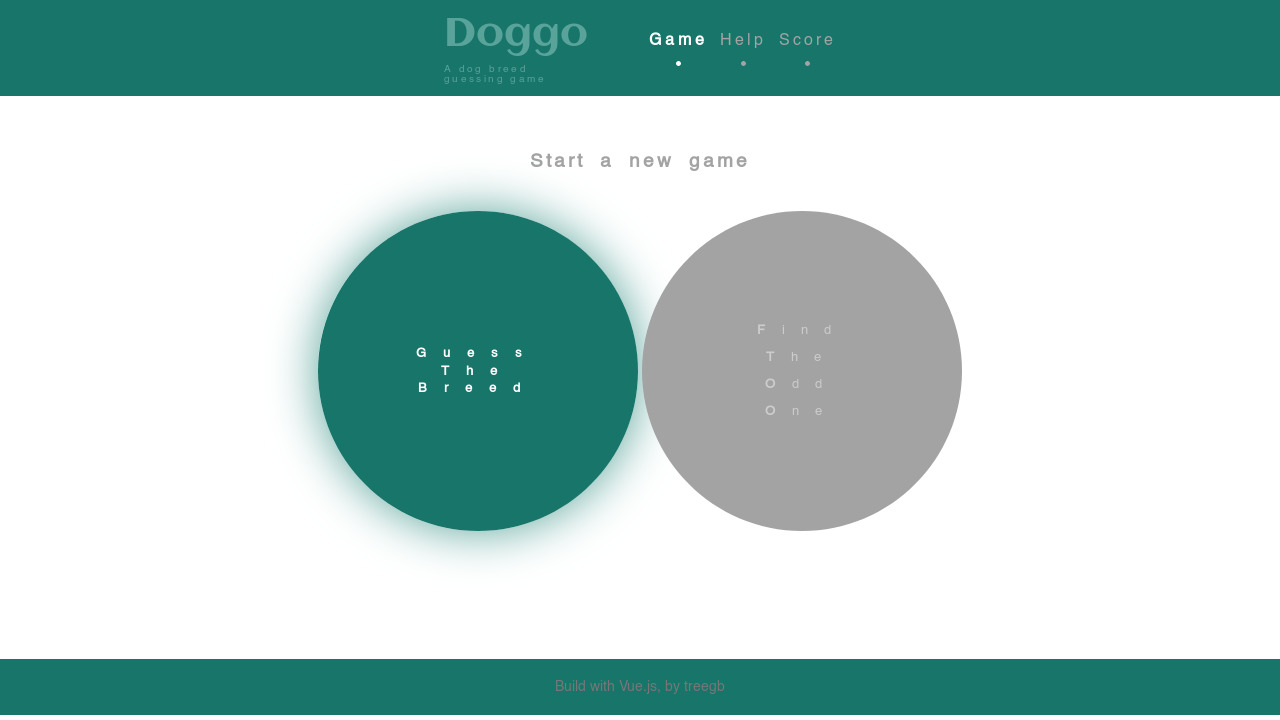 Doggo
A dog breed
guessing game
Game Help Score
Start a new game
Guess
The
Breed
Find
The
Odd
One
Build with Vue.js, by treegb